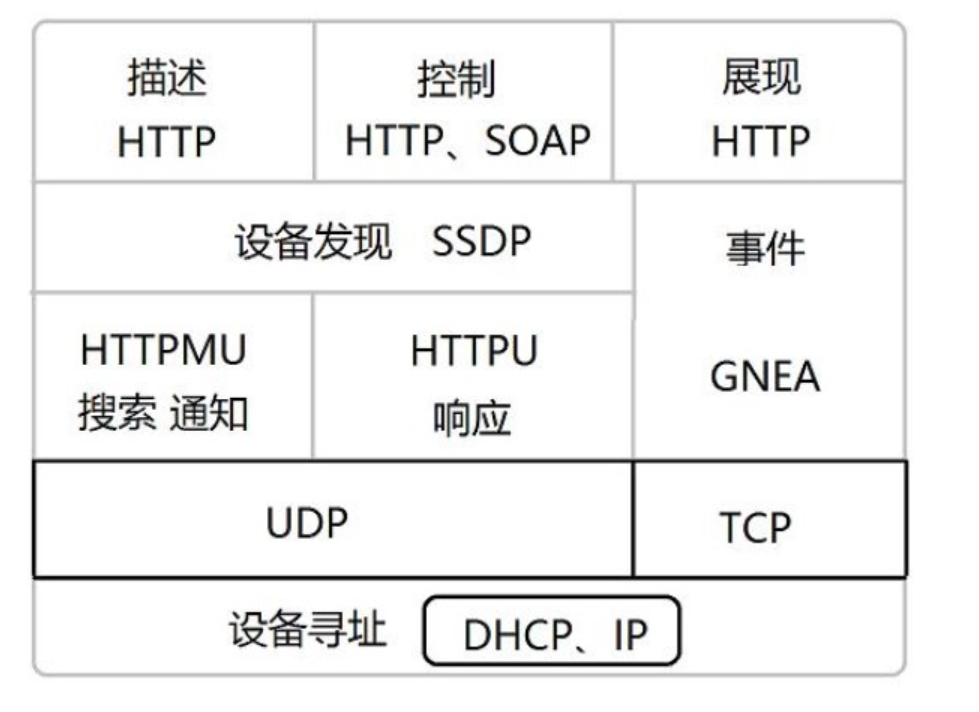 描述
HTTP
控制
HTTP、SOAP
展现
HTTP
设备发现 SSDP
事件
GNEA
HTTPMU
搜索 通知
HTTPU
响应
UDP
TCP
设备寻址
DHCP、IP